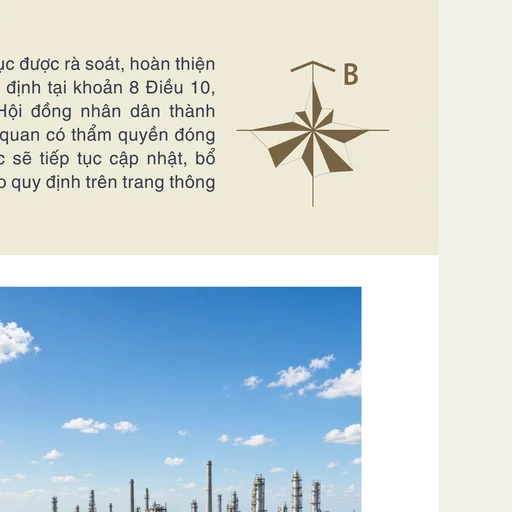 ục được rà soát, hoàn thiện
định tại khoản 8 Điều 10,
Hội đồng nhân dân thành
quan có thẩm quyền đóng
c sẽ tiếp tục cập nhật, bổ
o quy định trên trang thông
B